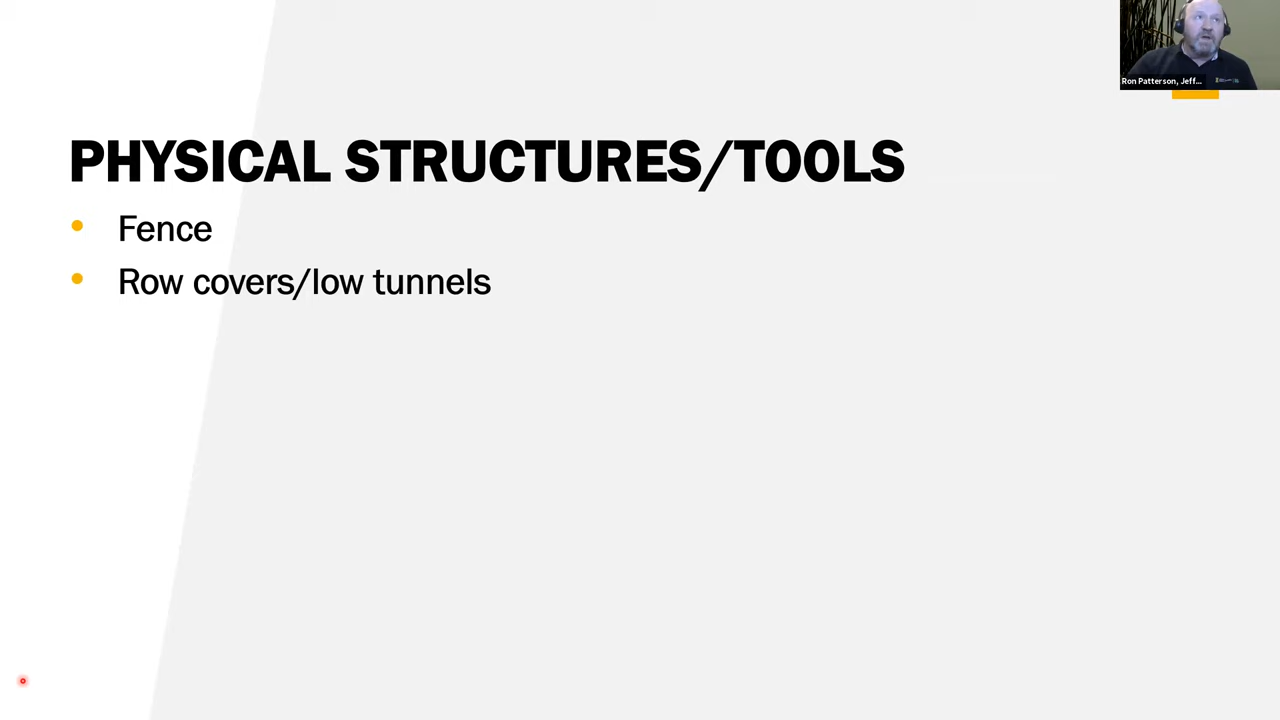 Ron Patterson, Jeff...
PHYSICAL STRUCTURES/TOOLS
• Fence
• Row covers/low tunnels